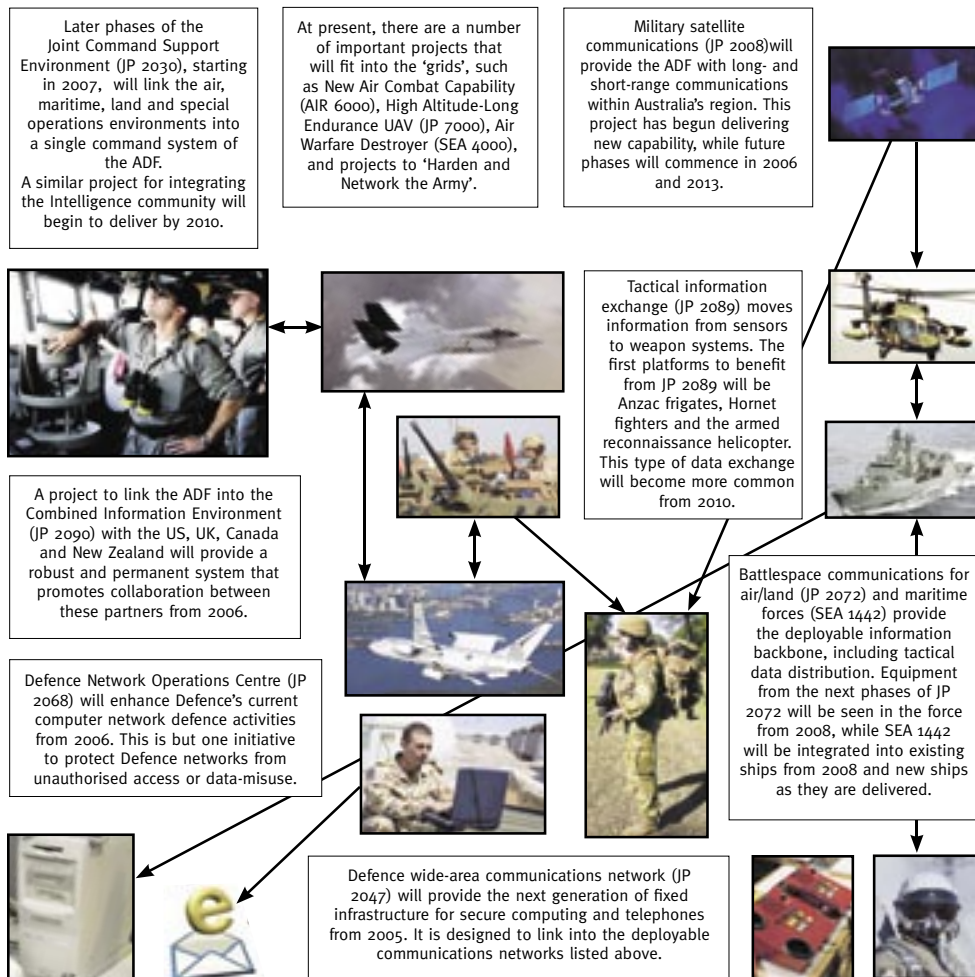 Later phases of the
Joint Command Support
Environment (JP 2030), starting
in 2007, will link the air,
maritime, land and special
operations environments into
a single command system of
the ADF.
A similar project for integrating
the Intelligence community will
begin to deliver by 2010.
At present, there are a number
of important projects that
will fit into the ‘grids’, such
as New Air Combat Capability
(AIR 6000), High Altitude-Long
Endurance UAV (JP 7000), Air
Warfare Destroyer (SEA 4000),
and projects to ‘Harden and
Network the Army’.
Military satellite
communications (JP 2008)will
provide the ADF with long- and
short-range communications
within Australia’s region. This
project has begun delivering
new capability, while future
phases will commence in 2006
and 2013.
Tactical information
exchange (JP 2089) moves
information from sensors
to weapon systems. The
first platforms to benefit
from JP 2089 will be
Anzac frigates, Hornet
fighters and the armed
reconnaissance helicopter.
This type of data exchange
will become more common
from 2010.
A project to link the ADF into the
Combined Information Environment
(JP 2090) with the US, UK, Canada
and New Zealand will provide a
robust and permanent system that
promotes collaboration between
these partners from 2006.
Battlespace communications for
air/land (JP 2072) and maritime
forces (SEA 1442) provide
the deployable information
backbone, including tactical
data distribution. Equipment
from the next phases of JP
2072 will be seen in the force
from 2008, while SEA 1442
will be integrated into existing
ships from 2008 and new ships
as they are delivered.
Defence Network Operations Centre (JP
2068) will enhance Defence’s current
computer network defence activities
from 2006. This is but one initiative
to protect Defence networks from
unauthorised access or data-misuse.
e
Defence wide-area communications network (JP
2047) will provide the next generation of fixed
infrastructure for secure computing and telephones
from 2005. It is designed to link into the deployable
communications networks listed above.